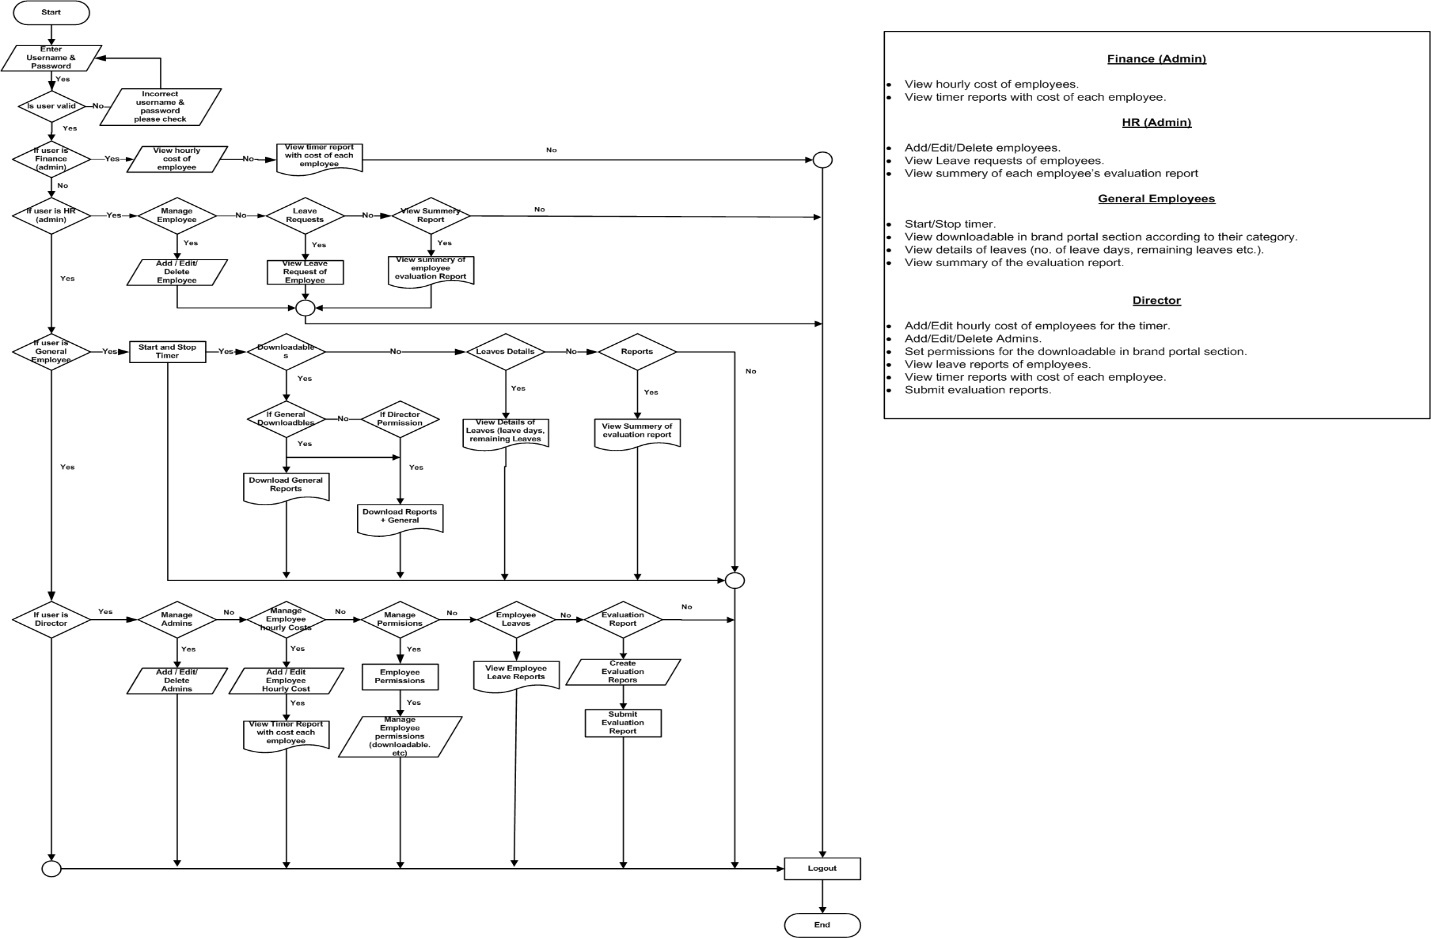 Start
Enter
Username &
Password
Yes
Is user valid
No
Incorrect
username &
password
please check
Yes
If user is
Finance
(admin)
Yes
View hourly
cost of
employee
No
View timer report
with cost of each
employee
No
No
If user is HR
(admin)
Yes
Manage
Employee
No
Leave
Requests
No
View Summery
Report
No
Yes
Yes
Yes
Add / Edit/
Delete
Employee
View Leave
Request of
Employee
View summery of
employee
evaluation Report
Yes
If user is
General
Employee
Yes
Start and Stop
Timer
Yes
Downloadable
s
No
Leaves Details
No
Reports
No
Yes
Yes
Yes
If General
Downloadbles
No
If Director
Permission
View Details of
Leaves (leave days,
remaining Leaves
View Summery of
evaluation report
Yes
Yes
Yes
Download General
Reports
Download Reports
+ General
If user is
Director
Yes
Manage
Admins
No
Manage
Employee
hourly Costs
No
Manage
Permisions
No
Employee
Leaves
No
Evaluation
Report
No
Yes
Yes
Yes
Yes
Yes
Add / Edit/
Delete
Admins
Add / Edit
Employee
Hourly Cost
Employee
Permissions
View Employee
Leave Reports
Create
Evaluation
Repors
Yes
Yes
View Timer Report
with cost each
employee
Manage
Employee
permissions
(downloadable.
etc)
Submit
Evaluation
Report
Logout
End
Finance (Admin)
View hourly cost of employees.
View timer reports with cost of each employee.
HR (Admin)
Add/Edit/Delete employees.
View Leave requests of employees.
View summery of each employee's evaluation report
General Employees
Start/Stop timer.
View downloadable in brand portal section according to their category.
View details of leaves (no. of leave days, remaining leaves etc.).
View summary of the evaluation report.
Director
Add/Edit hourly cost of employees for the timer.
Add/Edit/Delete Admins.
Set permissions for the downloadable in brand portal section.
View leave reports of employees.
View timer reports with cost of each employee.
Submit evaluation reports.